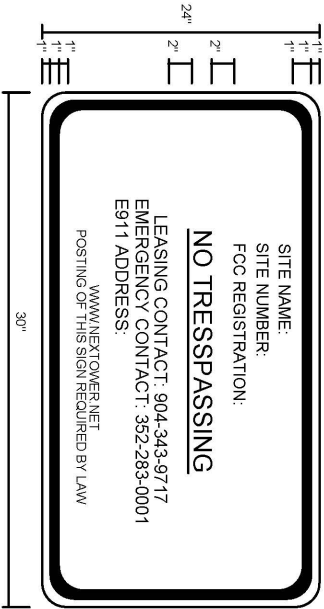 SITE NAME:
SITE NUMBER:
FCC REGISTRATION:
NO TRESSPASSING
LEASING CONTACT: 904-343-9717
EMERGENCY CONTACT: 352-283-0001
E911 ADDRESS:
WWW.NEXTOWER.NET
POSTING OF THIS SIGN REQUIRED BY LAW
30"
24"
1"
1"
1"
2"
2"
1"
1"
1"